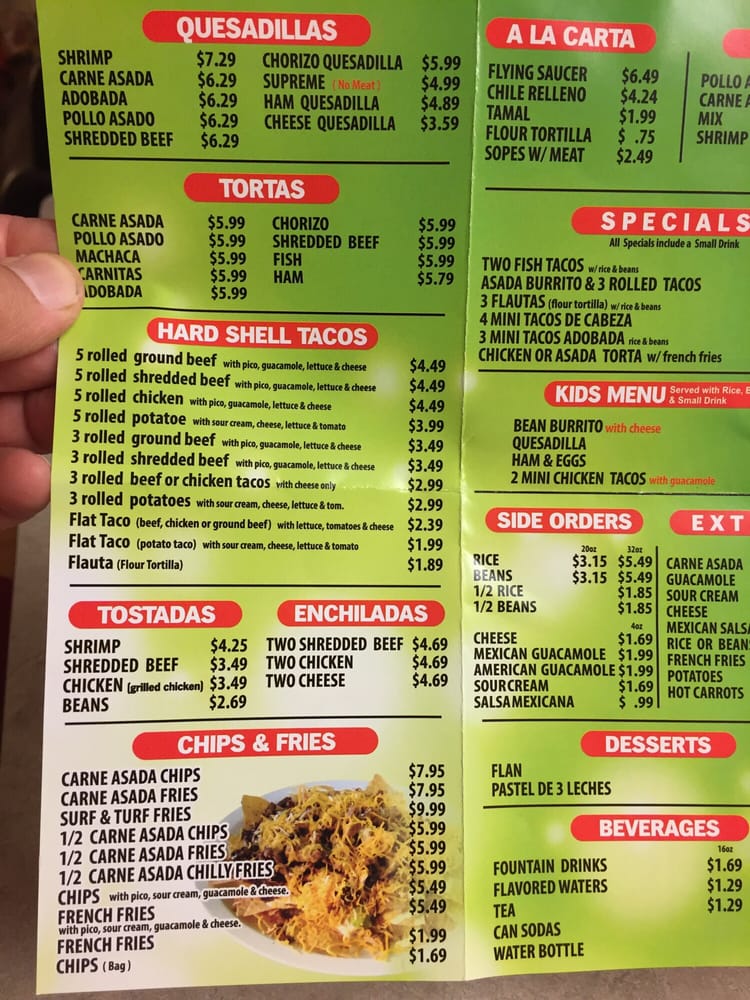 QUESADILLAS
SHRIMP $7.29
CARNE ASADA $6.29
ADOBADA $6.29
POLLO ASADO $6.29
SHREDDED BEEF $6.29
CHORIZO QUESADILLA $5.99
SUPREME (No Meat) $4.99
HAM QUESADILLA $4.89
CHEESE QUESADILLA $3.59
TORTAS
CARNE ASADA $5.99
POLLO ASADO $5.99
MACHACA $5.99
CARNITAS $5.99
ADOBADA $5.99
CHORIZO $5.99
SHREDDED BEEF $5.99
FISH $5.99
HAM $5.79
HARD SHELL TACOS
5 rolled ground beef with pico, guacamole, lettuce & cheese $4.49
5 rolled shredded beef with pico, guacamole, lettuce & cheese $4.49
5 rolled chicken with pico, guacamole, lettuce & cheese $4.49
5 rolled potatoe with sour cream, cheese, lettuce & tomato $3.99
3 rolled ground beef with pico, guacamole, lettuce & cheese $3.49
3 rolled shredded beef with pico, guacamole, lettuce & cheese $3.49
3 rolled beef or chicken tacos with cheese only $2.99
3 rolled potatoes with sour cream, cheese, lettuce & tom. $2.99
Flat Taco (beef, chicken or ground beef) with lettuce, tomatoes & cheese $2.39
Flat Taco (potato taco) with sour cream, cheese, lettuce & tomato $1.99
Flauta (Flour Tortilla) $1.89
TOSTADAS
SHRIMP $4.25
SHREDDED BEEF $3.49
CHICKEN (grilled chicken) $3.49
BEANS $2.69
ENCHILADAS
TWO SHREDDED BEEF $4.69
TWO CHICKEN $4.69
TWO CHEESE $4.69
CHIPS & FRIES
CARNE ASADA CHIPS $7.95
CARNE ASADA FRIES $7.95
SURF & TURF FRIES $9.99
1/2 CARNE ASADA CHIPS $5.99
1/2 CARNE ASADA FRIES $5.99
1/2 CARNE ASADA CHILLY FRIES $5.99
CHIPS with pico, sour cream, guacamole & cheese. $5.49
FRENCH FRIES $5.49
with pico, sour cream, guacamole & cheese.
FRENCH FRIES $1.99
CHIPS (Bag) $1.69
A LA CARTA
FLYING SAUCER $6.49
CHILE RELLENO $4.24
TAMAL $1.99
FLOUR TORTILLA $ .75
SOPES W/ MEAT $2.49
POLLO
CARNE
MIX
SHRIMP
SPECIALS
All Specials include a Small Drink
TWO FISH TACOS w/ rice & beans
ASADA BURRITO & 3 ROLLED TACOS
3 FLAUTAS (flour tortilla) w/ rice & beans
4 MINI TACOS DE CABEZA
3 MINI TACOS ADOBADA rice & beans
CHICKEN OR ASADA TORTA w/ french fries
KIDS MENU Served with Rice,
& Small Drink
BEAN BURRITO with cheese
QUESADILLA
HAM & EGGS
2 MINI CHICKEN TACOS with guacamole
SIDE ORDERS
20oz 32oz
RICE $3.15 $5.49
BEANS $3.15 $5.49
1/2 RICE $1.85
1/2 BEANS $1.85
4oz
CHEESE $1.69
MEXICAN GUACAMOLE $1.99
AMERICAN GUACAMOLE $1.99
SOUR CREAM $1.69
SALSA MEXICANA $ .99
EXT
CARNE ASADA
GUACAMOLE
SOUR CREAM
CHEESE
MEXICAN SALSA
RICE OR BEANS
FRENCH FRIES
POTATOES
HOT CARROTS
DESSERTS
FLAN
PASTEL DE 3 LECHES
BEVERAGES
16oz
FOUNTAIN DRINKS $1.69
FLAVORED WATERS $1.29
TEA $1.29
CAN SODAS
WATER BOTTLE